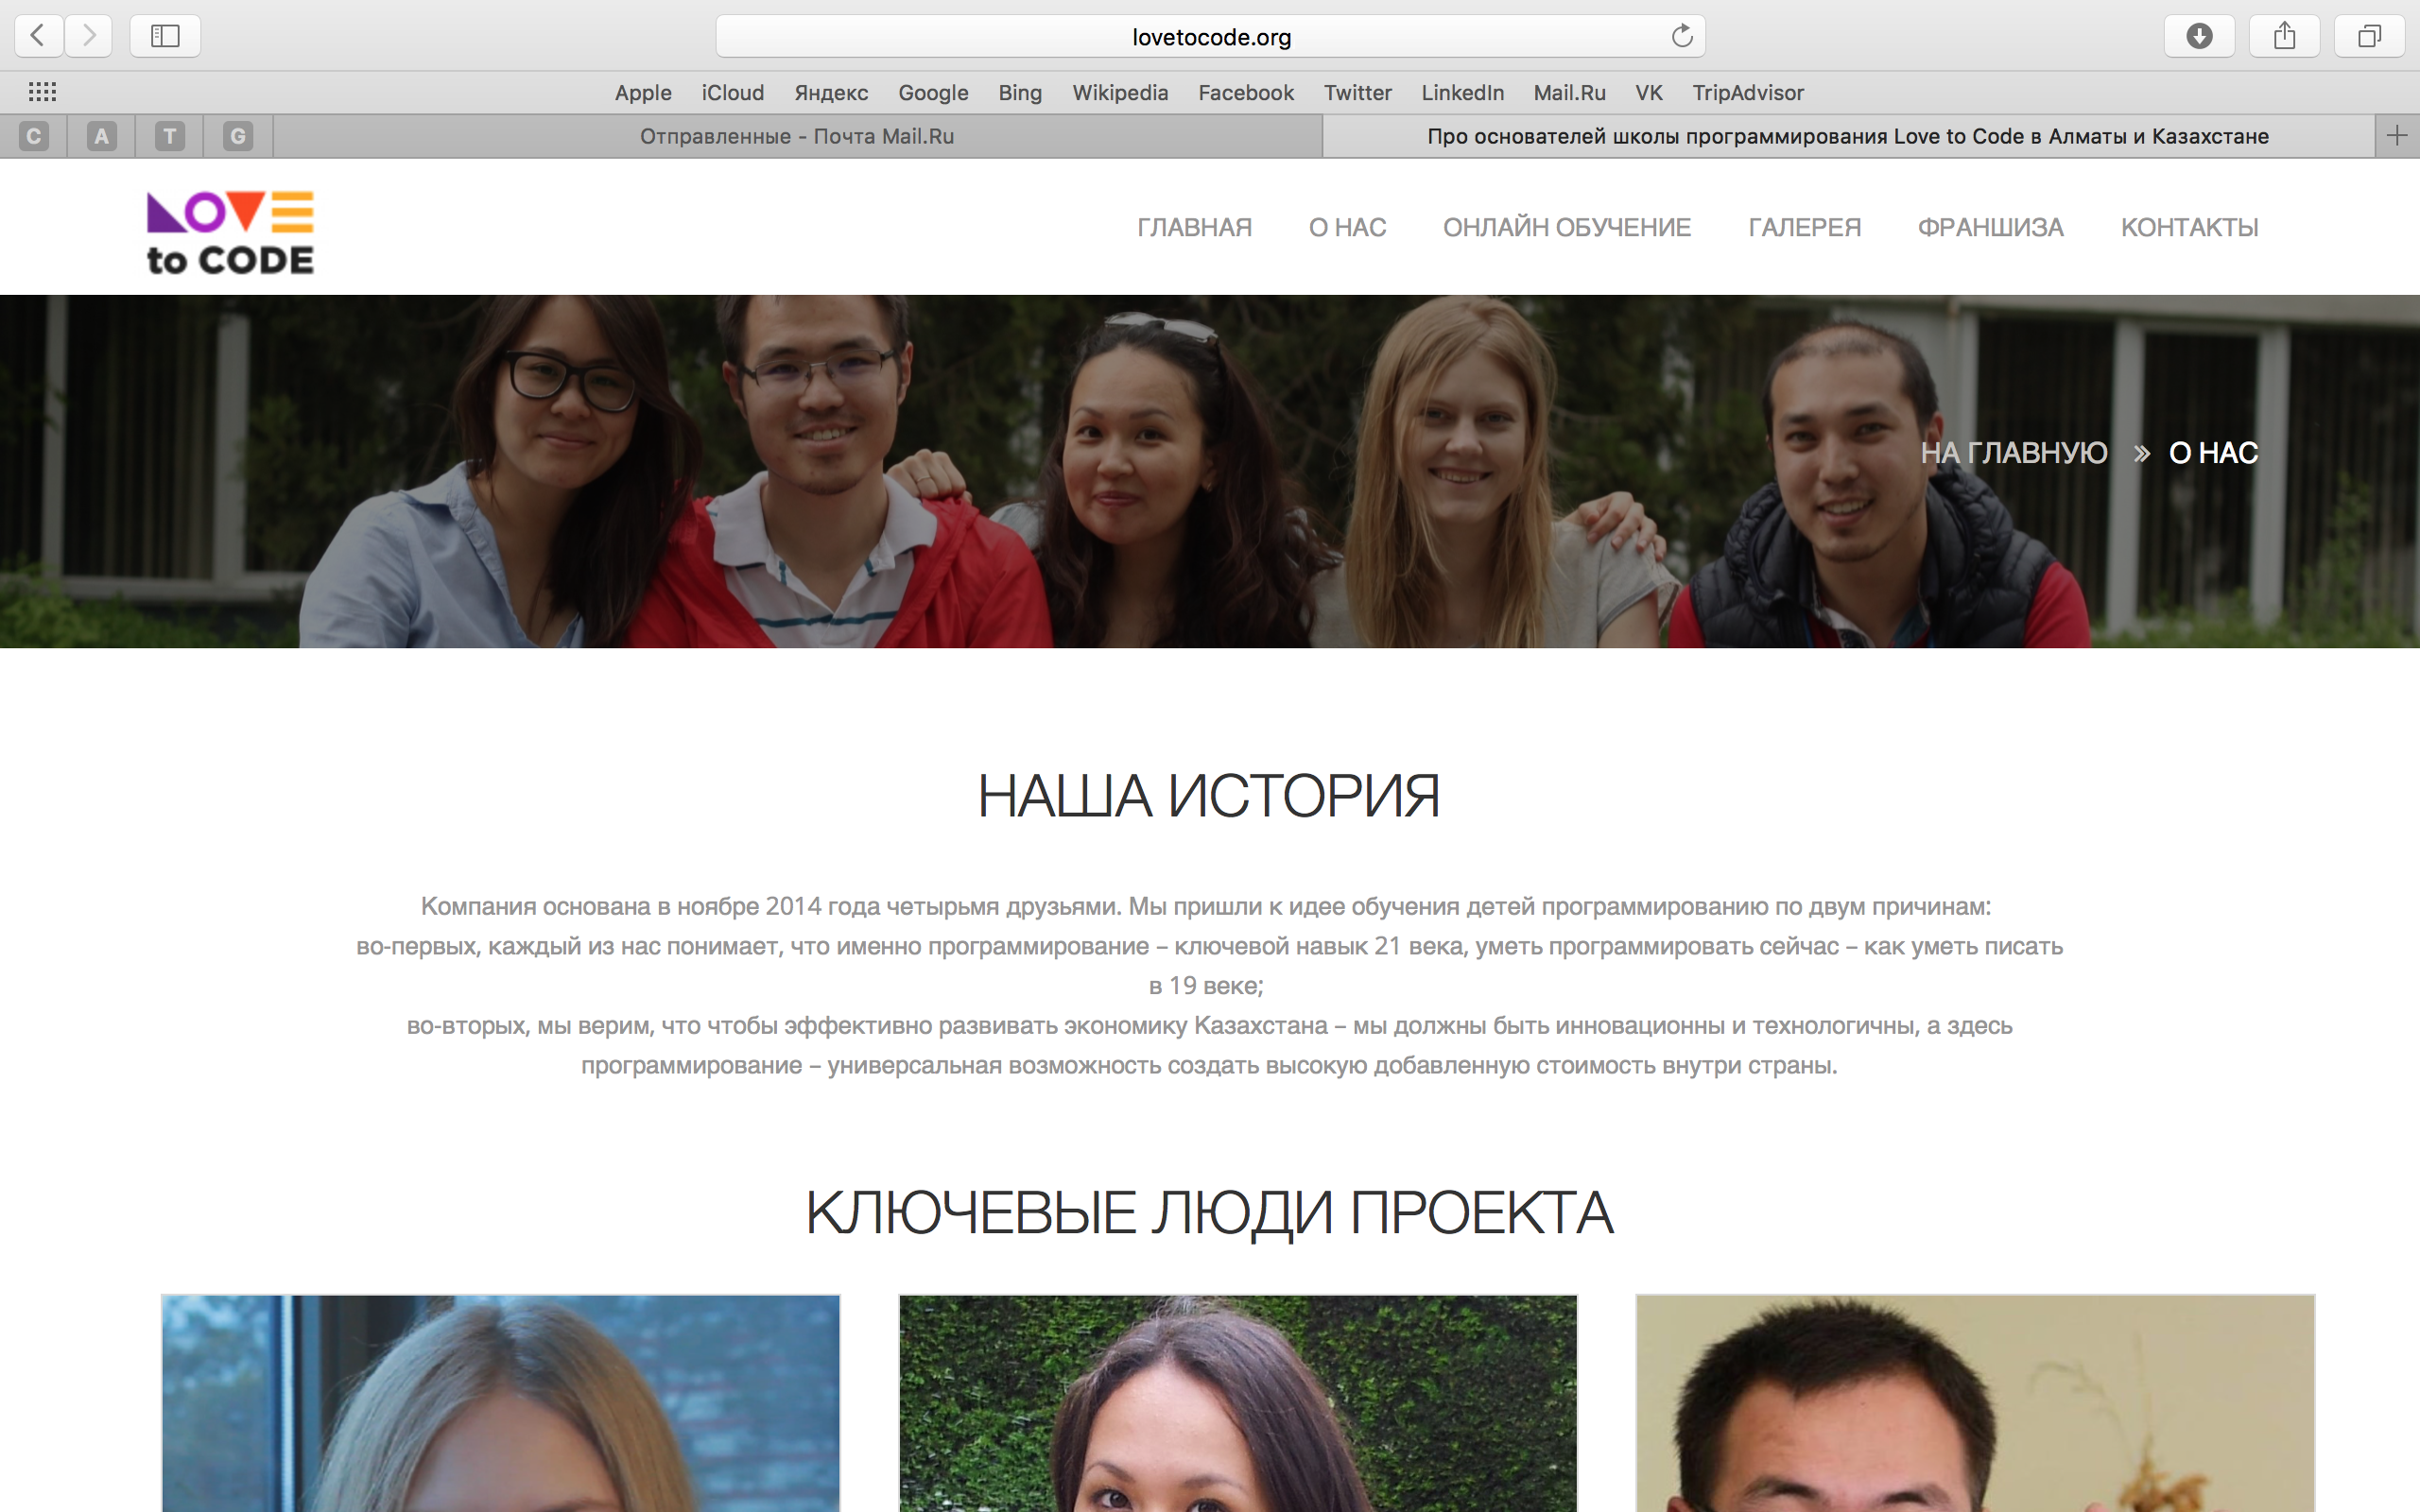 lovetocode.org
Apple iCloud Яндекс Google Bing Wikipedia Facebook Twitter LinkedIn Mail.Ru VK TripAdvisor
C A T G Отправленные - Почта Mail.Ru Про основателей школы программирования Love to Code в Алматы и Казахстане
LOVE
to CODE
ГЛАВНАЯ О НАС ОНЛАЙН ОБУЧЕНИЕ ГАЛЕРЕЯ ФРАНШИЗА КОНТАКТЫ
НА ГЛАВНУЮ » О НАС
НАША ИСТОРИЯ
Компания основана в ноябре 2014 года четырьмя друзьями. Мы пришли к идее обучения детей программированию по двум причинам:
во-первых, каждый из нас понимает, что именно программирование – ключевой навык 21 века, уметь программировать сейчас – как уметь писать
в 19 веке;
во-вторых, мы верим, что чтобы эффективно развивать экономику Казахстана – мы должны быть инновационны и технологичны, а здесь
программирование – универсальная возможность создать высокую добавленную стоимость внутри страны.
КЛЮЧЕВЫЕ ЛЮДИ ПРОЕКТА